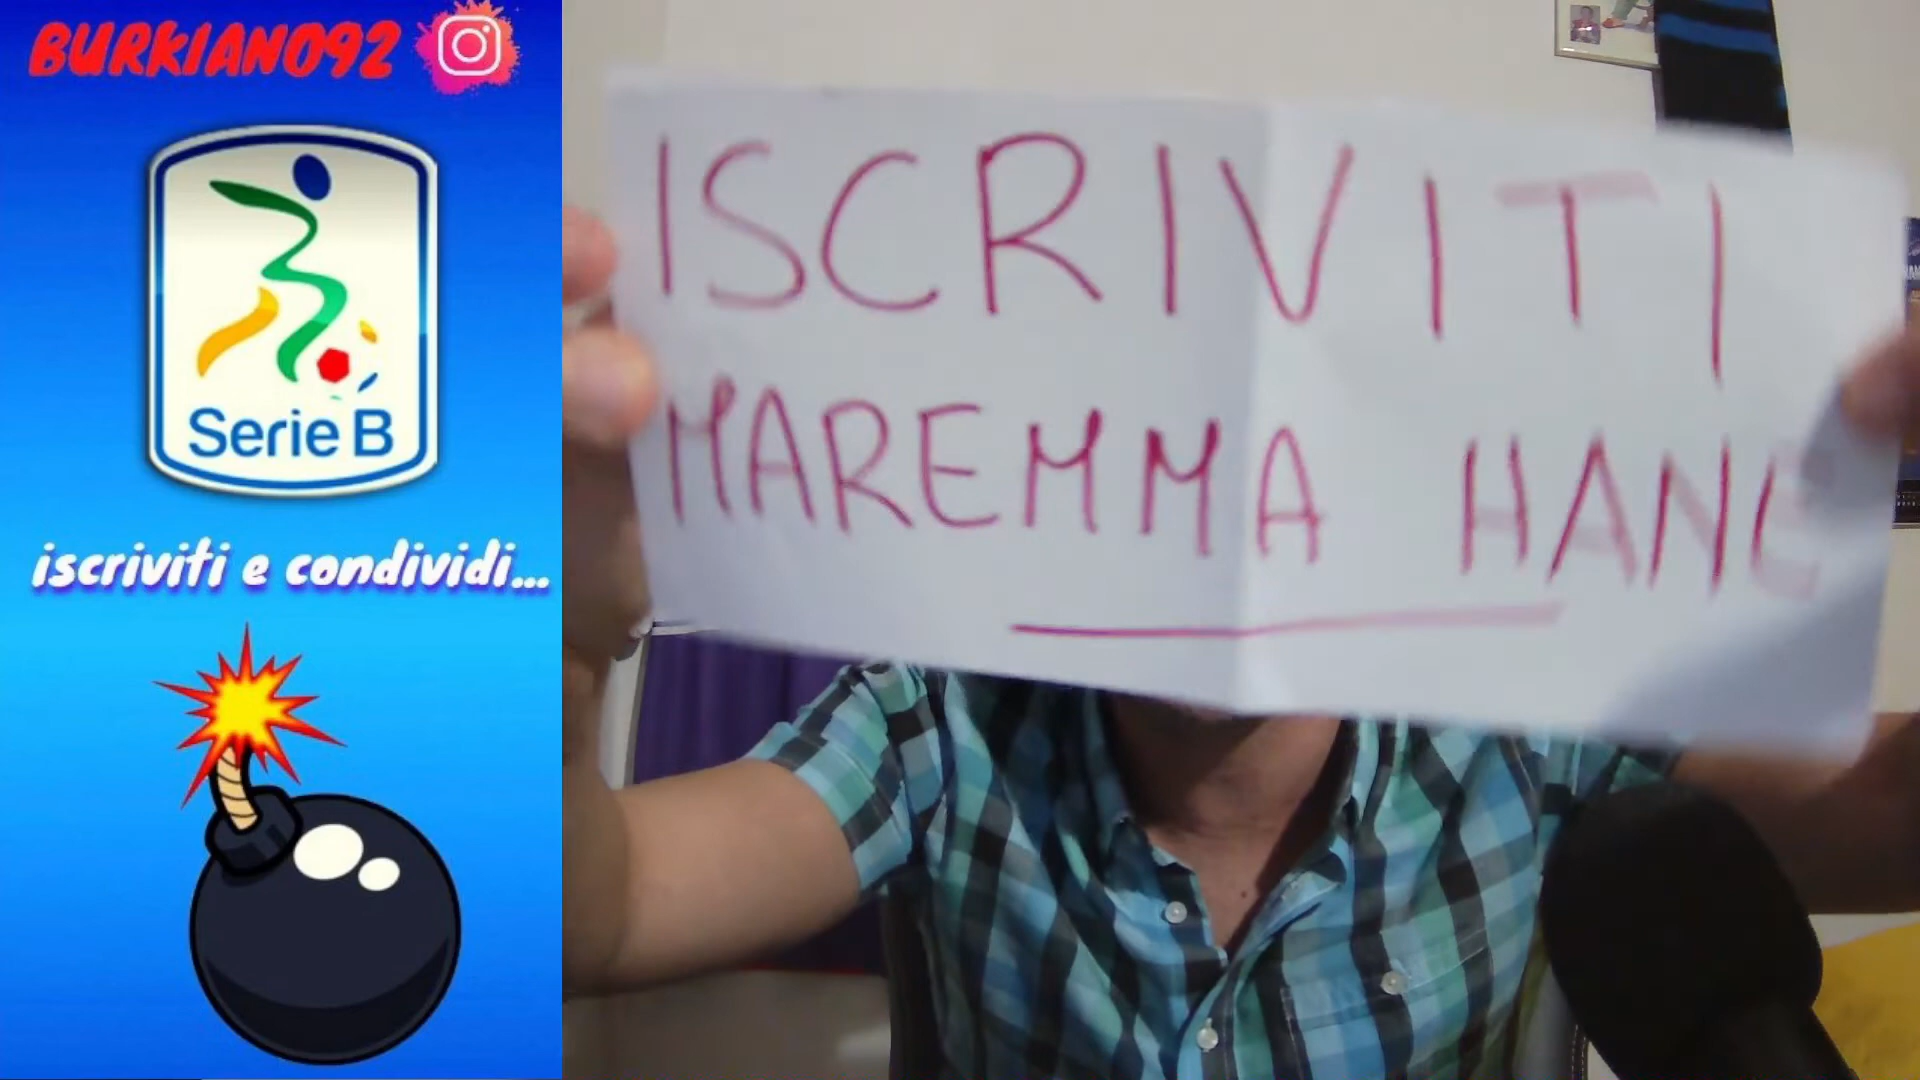 BURKIANO92
Serie B
iscriviti e condividi...
ISCRIVITI
MAREMMA